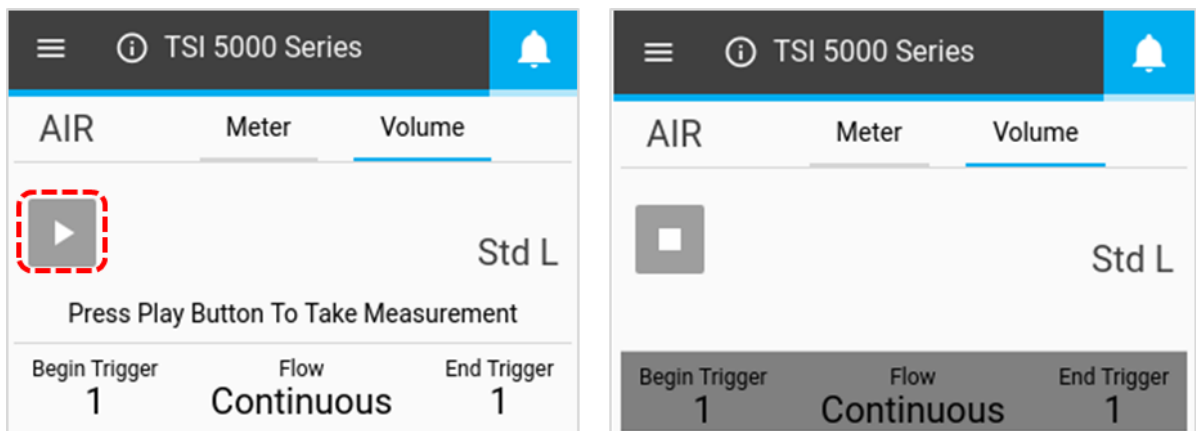 TSI 5000 Series
AIR Meter Volume
Std L
Press Play Button To Take Measurement
Begin Trigger Flow End Trigger
1 Continuous 1
TSI 5000 Series
AIR Meter Volume
Std L
Begin Trigger Flow End Trigger
1 Continuous 1